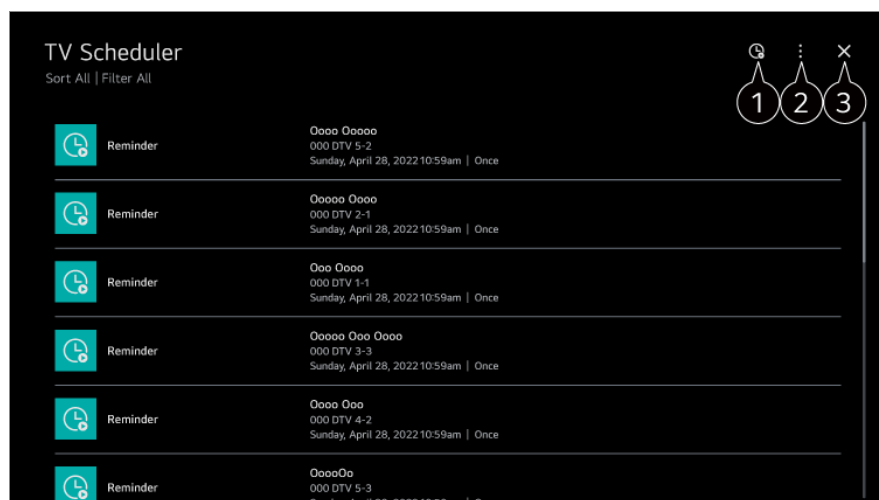 TV Scheduler
Sort All | Filter All
1 2 3
Reminder
Oooo Ooooo
000 DTV 5-2
Sunday, April 28, 2022 10:59am | Once
Reminder
Ooooo Oooo
000 DTV 2-1
Sunday, April 28, 2022 10:59am | Once
Reminder
Ooo Oooo
000 DTV 1-1
Sunday, April 28, 2022 10:59am | Once
Reminder
Ooooo Ooo Oooo
000 DTV 3-3
Sunday, April 28, 2022 10:59am | Once
Reminder
Oooo Ooo
000 DTV 4-2
Sunday, April 28, 2022 10:59am | Once
Reminder
OoooOo
000 DTV 5-3